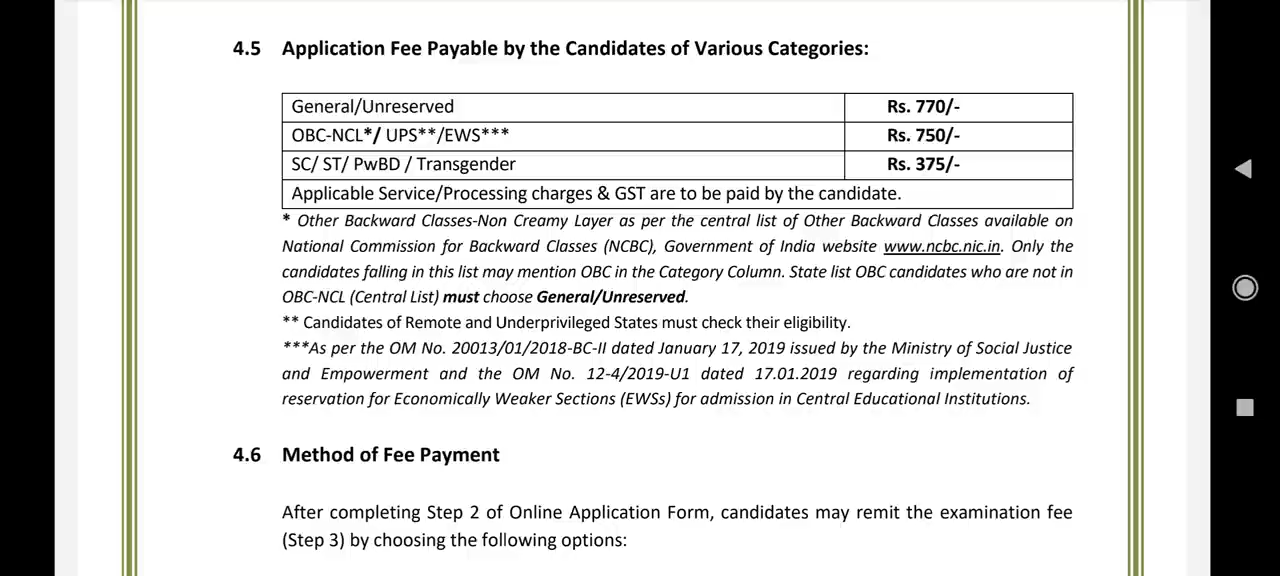 4.5 Application Fee Payable by the Candidates of Various Categories:
General/Unreserved Rs. 770/-
OBC-NCL*/ UPS**/EWS*** Rs. 750/-
SC/ ST/ PwBD / Transgender Rs. 375/-
Applicable Service/Processing charges & GST are to be paid by the candidate.
* Other Backward Classes-Non Creamy Layer as per the central list of Other Backward Classes available on
National Commission for Backward Classes (NCBC), Government of India website www.ncbc.nic.in. Only the
candidates falling in this list may mention OBC in the Category Column. State list OBC candidates who are not in
OBC-NCL (Central List) must choose General/Unreserved.
** Candidates of Remote and Underprivileged States must check their eligibility.
***As per the OM No. 20013/01/2018-BC-II dated January 17, 2019 issued by the Ministry of Social Justice
and Empowerment and the OM No. 12-4/2019-U1 dated 17.01.2019 regarding implementation of
reservation for Economically Weaker Sections (EWSs) for admission in Central Educational Institutions.
4.6 Method of Fee Payment
After completing Step 2 of Online Application Form, candidates may remit the examination fee
(Step 3) by choosing the following options: